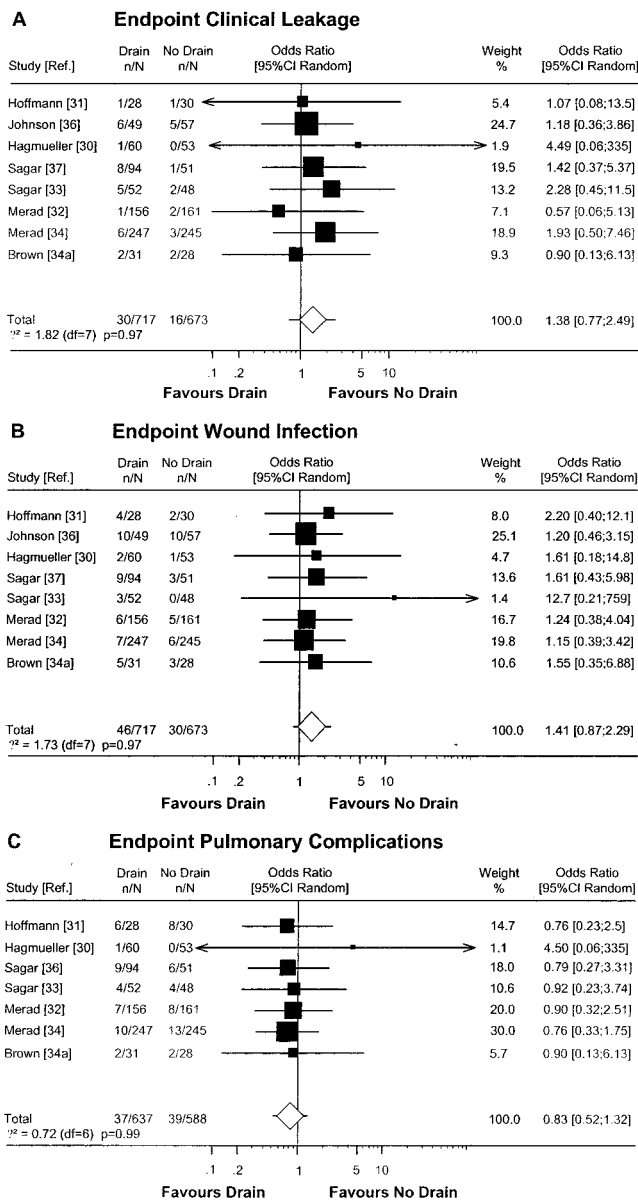 A Endpoint Clinical Leakage
Drain No Drain Odds Ratio Weight Odds Ratio
Study [Ref.] n/N n/N [95%CI Random] % [95%CI Random]
Hoffmann [31] 1/28 1/30 5.4 1.07 [0.08;13.5]
Johnson [36] 6/49 5/57 24.7 1.18 [0.36;3.86]
Hagmueller [30] 1/60 0/53 1.9 4.49 [0.06;335]
Sagar [37] 8/94 1/51 19.5 1.42 [0.37;5.37]
Sagar [33] 5/52 2/48 13.2 2.28 [0.45;11.5]
Merad [32] 1/156 2/161 7.1 0.57 [0.06;5.13]
Merad [34] 6/247 3/245 18.9 1.93 [0.50;7.46]
Brown [34a] 2/31 2/28 9.3 0.90 [0.13;6.13]
Total 30/717 16/673 100.0 1.38 [0.77;2.49]
?² = 1.82 (df=7) p=0.97
.1 .2 1 5 10
Favours Drain Favours No Drain
B Endpoint Wound Infection
Drain No Drain Odds Ratio Weight Odds Ratio
Study [Ref.] n/N n/N [95%CI Random] % [95%CI Random]
Hoffmann [31] 4/28 2/30 8.0 2.20 [0.40;12.1]
Johnson [36] 10/49 10/57 25.1 1.20 [0.46;3.15]
Hagmueller [30] 2/60 1/53 4.7 1.61 [0.18;14.8]
Sagar [37] 9/94 3/51 13.6 1.61 [0.43;5.98]
Sagar [33] 3/52 0/48 1.4 12.7 [0.21;759]
Merad [32] 6/156 5/161 16.7 1.24 [0.38;4.04]
Merad [34] 7/247 6/245 19.8 1.15 [0.39;3.42]
Brown [34a] 5/31 3/28 10.6 1.55 [0.35;6.88]
Total 46/717 30/673 100.0 1.41 [0.87;2.29]
?² = 1.73 (df=7) p=0.97
.1 .2 1 5 10
Favours Drain Favours No Drain
C Endpoint Pulmonary Complications
Drain No Drain Odds Ratio Weight Odds Ratio
Study [Ref.] n/N n/N [95%CI Random] % [95%CI Random]
Hoffmann [31] 6/28 8/30 14.7 0.76 [0.23;2.5]
Hagmueller [30] 1/60 0/53 1.1 4.50 [0.06;335]
Sagar [36] 9/94 6/51 18.0 0.79 [0.27;3.31]
Sagar [33] 4/52 4/48 10.6 0.92 [0.23;3.74]
Merad [32] 7/156 8/161 20.0 0.90 [0.32;2.51]
Merad [34] 10/247 13/245 30.0 0.76 [0.33;1.75]
Brown [34a] 2/31 2/28 5.7 0.90 [0.13;6.13]
Total 37/637 39/588 100.0 0.83 [0.52;1.32]
?² = 0.72 (df=6) p=0.99
.1 .2 1 5 10
Favours Drain Favours No Drain